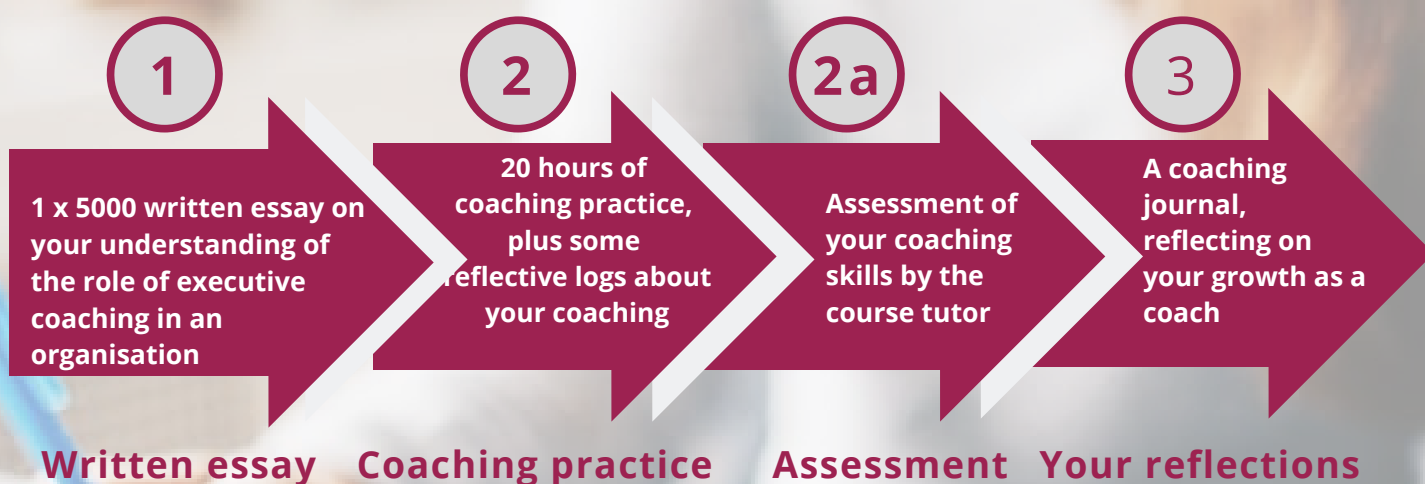 1
1 x 5000 written essay on
your understanding of
the role of executive
coaching in an
organisation
Written essay
2
20 hours of
coaching practice,
plus some
reflective logs about
your coaching
Coaching practice
2a
Assessment of
your coaching
skills by the
course tutor
Assessment
3
A coaching
journal,
reflecting on
your growth as a
coach
Your reflections